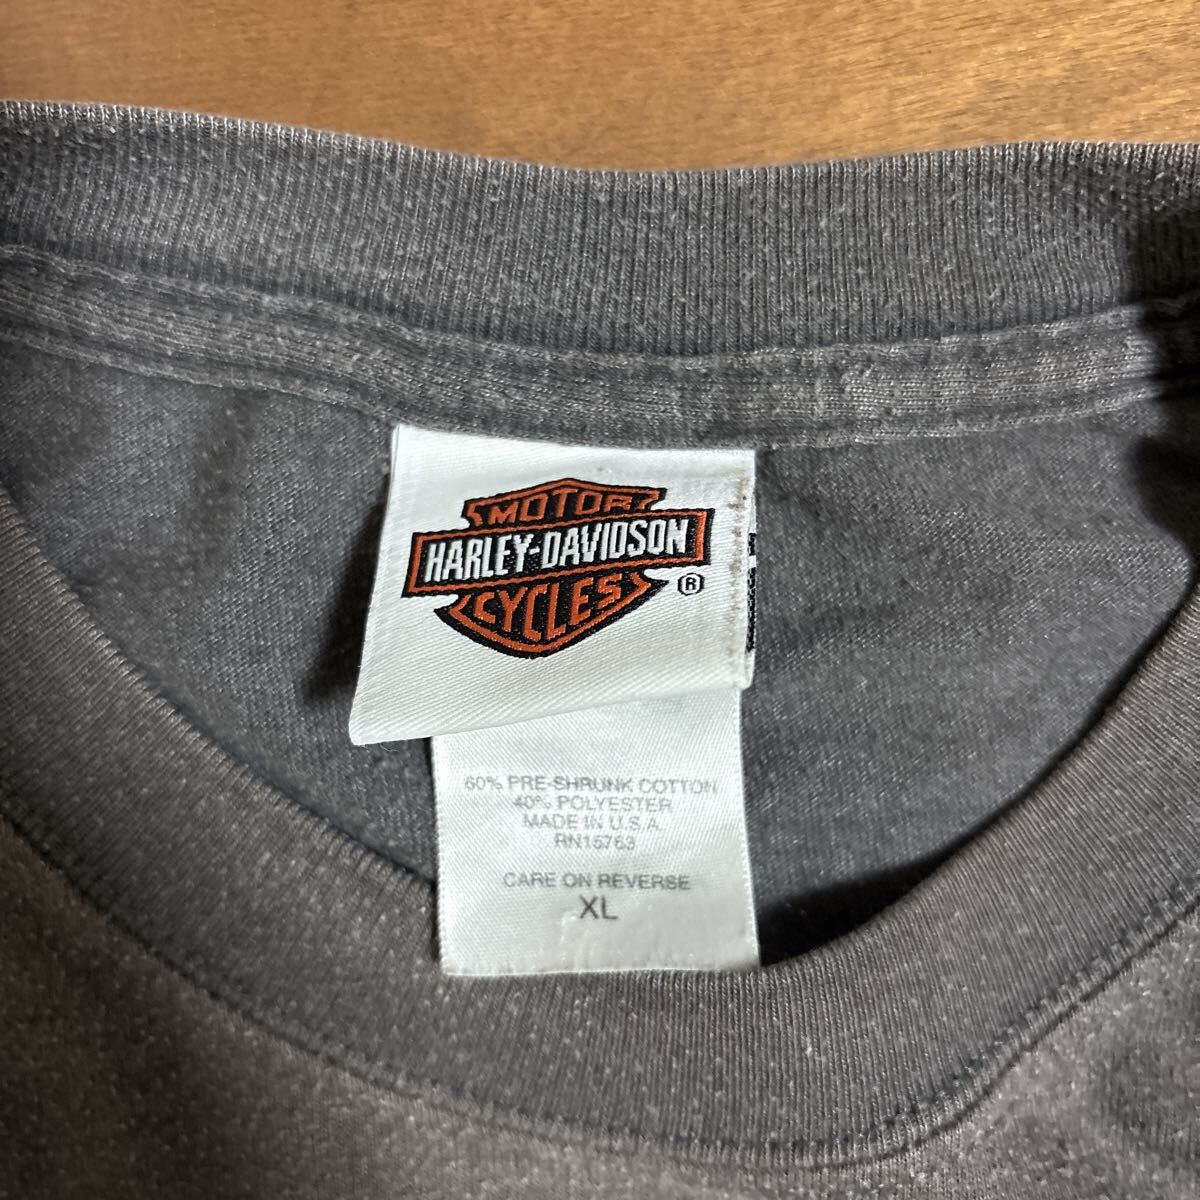 MOTOR
HARLEY-DAVIDSON
CYCLES
®
60% PRE-SHRUNK COTTON
40% POLYESTER
MADE IN U.S.A.
RN15763
CARE ON REVERSE
XL